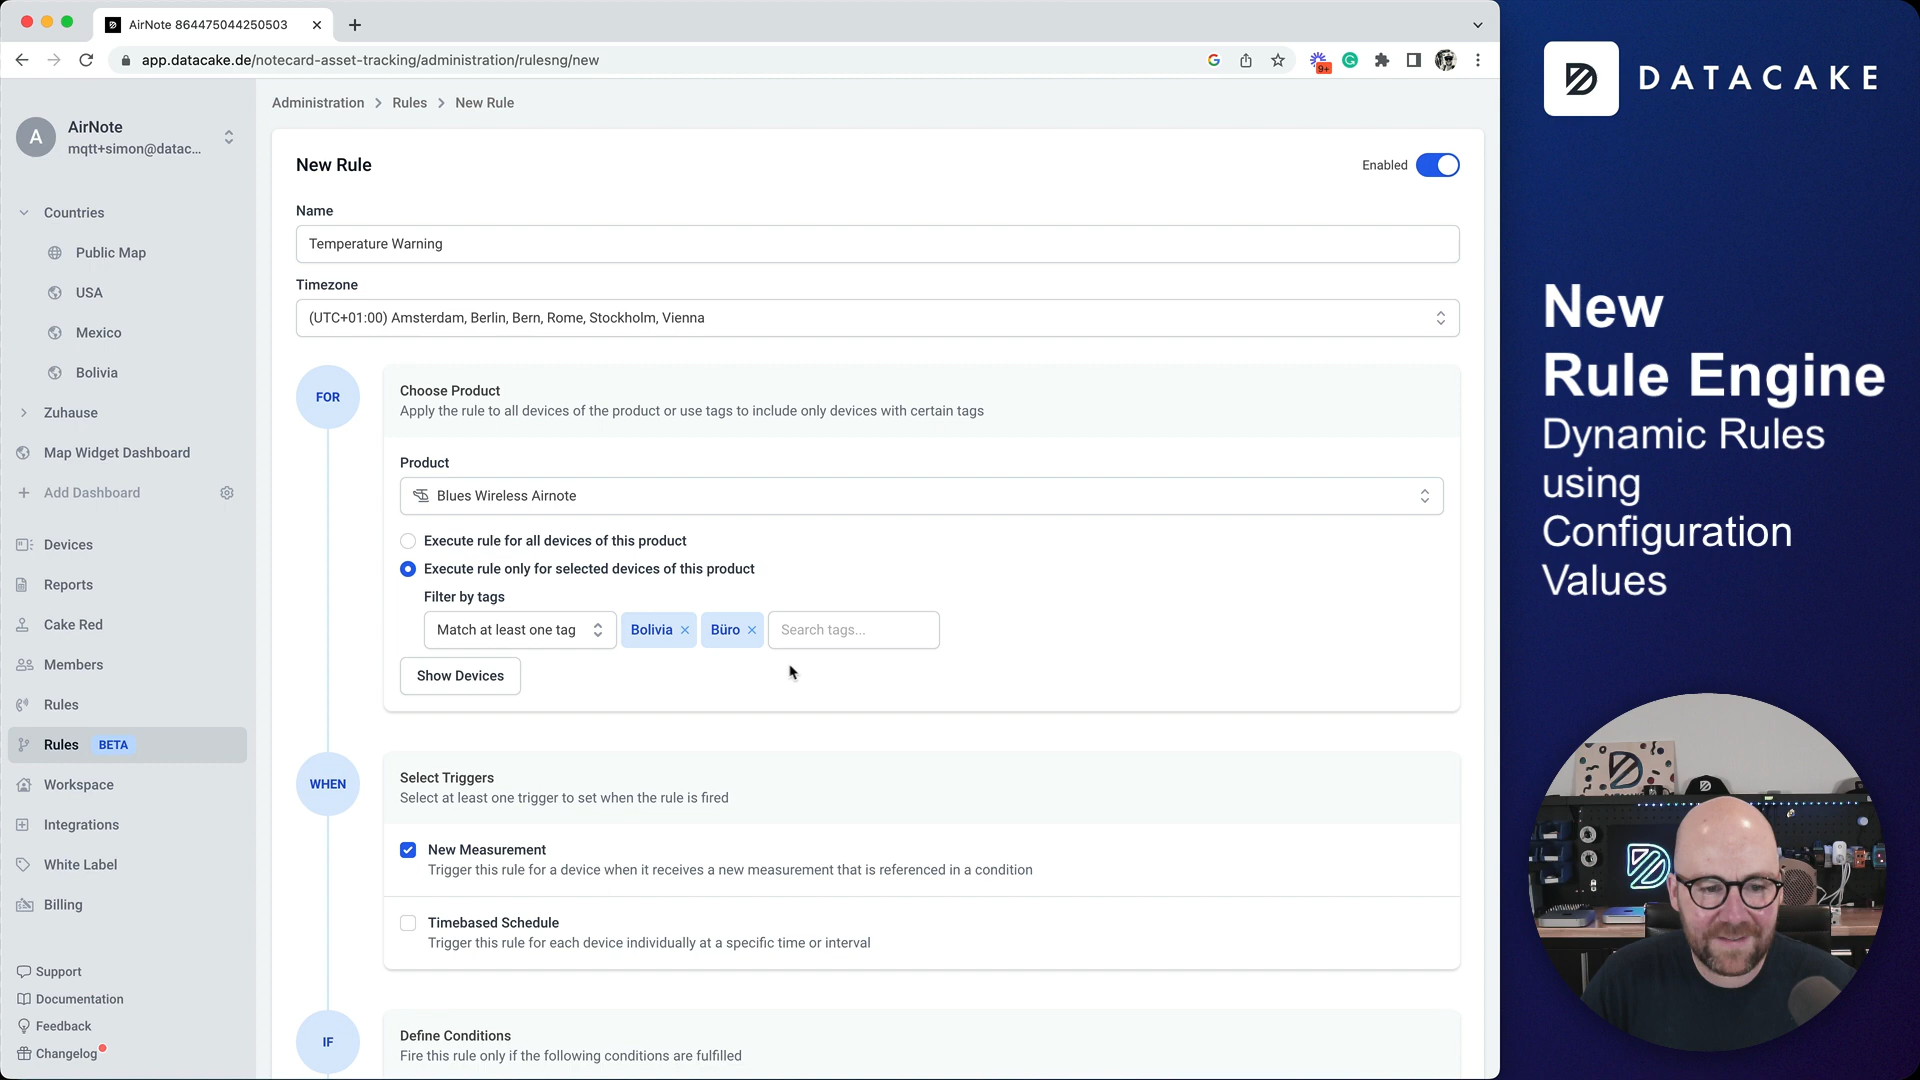 AirNote 864475044250503
app.datacake.de/notecard-asset-tracking/administration/rulesng/new
9+
DATACAKE
A
AirNote
mqtt+simon@datac...
Countries
Public Map
USA
Mexico
Bolivia
Zuhause
Map Widget Dashboard
Add Dashboard
Devices
Reports
Cake Red
Members
Rules
Rules BETA
Workspace
Integrations
White Label
Billing
Support
Documentation
Feedback
Changelog
Administration > Rules > New Rule
New Rule
Enabled
Name
Temperature Warning
Timezone
(UTC+01:00) Amsterdam, Berlin, Bern, Rome, Stockholm, Vienna
FOR
Choose Product
Apply the rule to all devices of the product or use tags to include only devices with certain tags
Product
Blues Wireless Airnote
Execute rule for all devices of this product
Execute rule only for selected devices of this product
Filter by tags
Match at least one tag Bolivia × Büro × Search tags...
Show Devices
WHEN
Select Triggers
Select at least one trigger to set when the rule is fired
New Measurement
Trigger this rule for a device when it receives a new measurement that is referenced in a condition
Timebased Schedule
Trigger this rule for each device individually at a specific time or interval
IF
Define Conditions
Fire this rule only if the following conditions are fulfilled
New
Rule Engine
Dynamic Rules
using
Configuration
Values